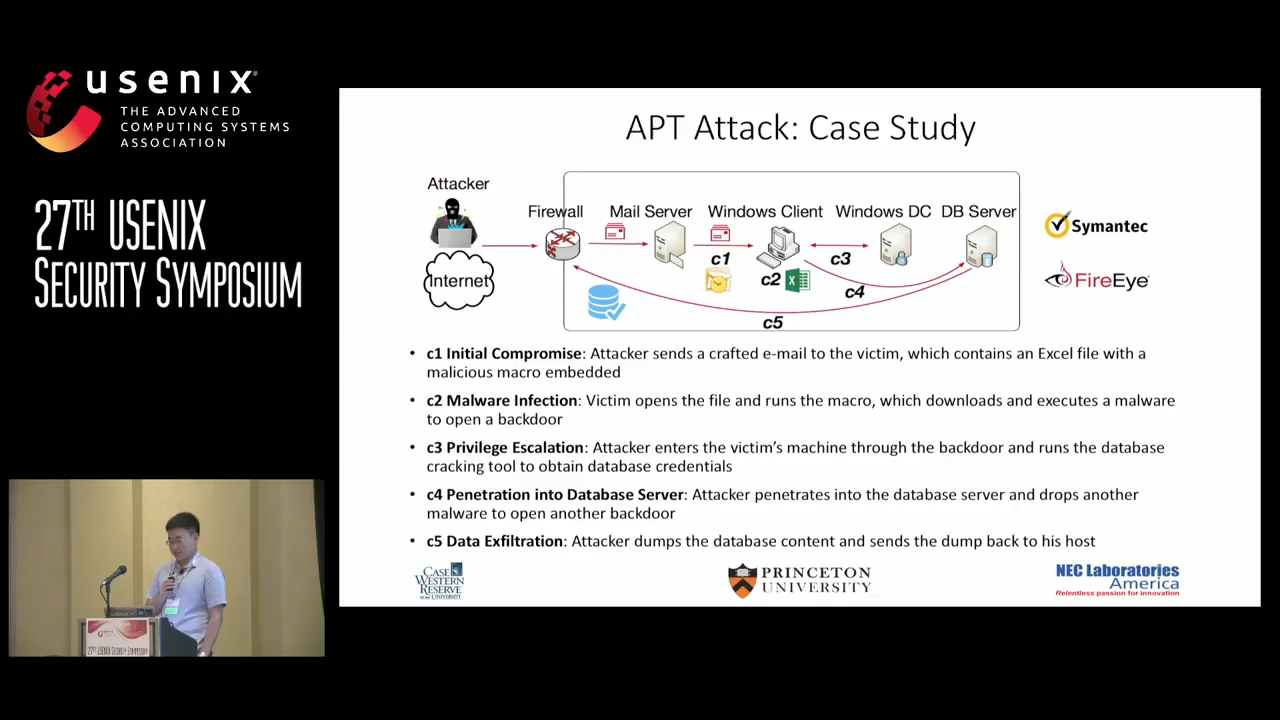 usenix
THE ADVANCED
COMPUTING SYSTEMS
ASSOCIATION
27TH USENIX
SECURITY SYMPOSIUM
APT Attack: Case Study
Attacker
Firewall
Mail Server
Windows Client
Windows DC
DB Server
Internet
c1
c2
c3
c4
c5
Symantec
FireEye
• c1 Initial Compromise: Attacker sends a crafted e-mail to the victim, which contains an Excel file with a
malicious macro embedded
• c2 Malware Infection: Victim opens the file and runs the macro, which downloads and executes a malware
to open a backdoor
• c3 Privilege Escalation: Attacker enters the victim's machine through the backdoor and runs the database
cracking tool to obtain database credentials
• c4 Penetration into Database Server: Attacker penetrates into the database server and drops another
malware to open another backdoor
• c5 Data Exfiltration: Attacker dumps the database content and sends the dump back to his host
CASE
WESTERN
RESERVE
UNIVERSITY
PRINCETON
UNIVERSITY
NEC Laboratories
America
Relentless passion for innovation
27TH USENIX SECURITY SYMPOSIUM